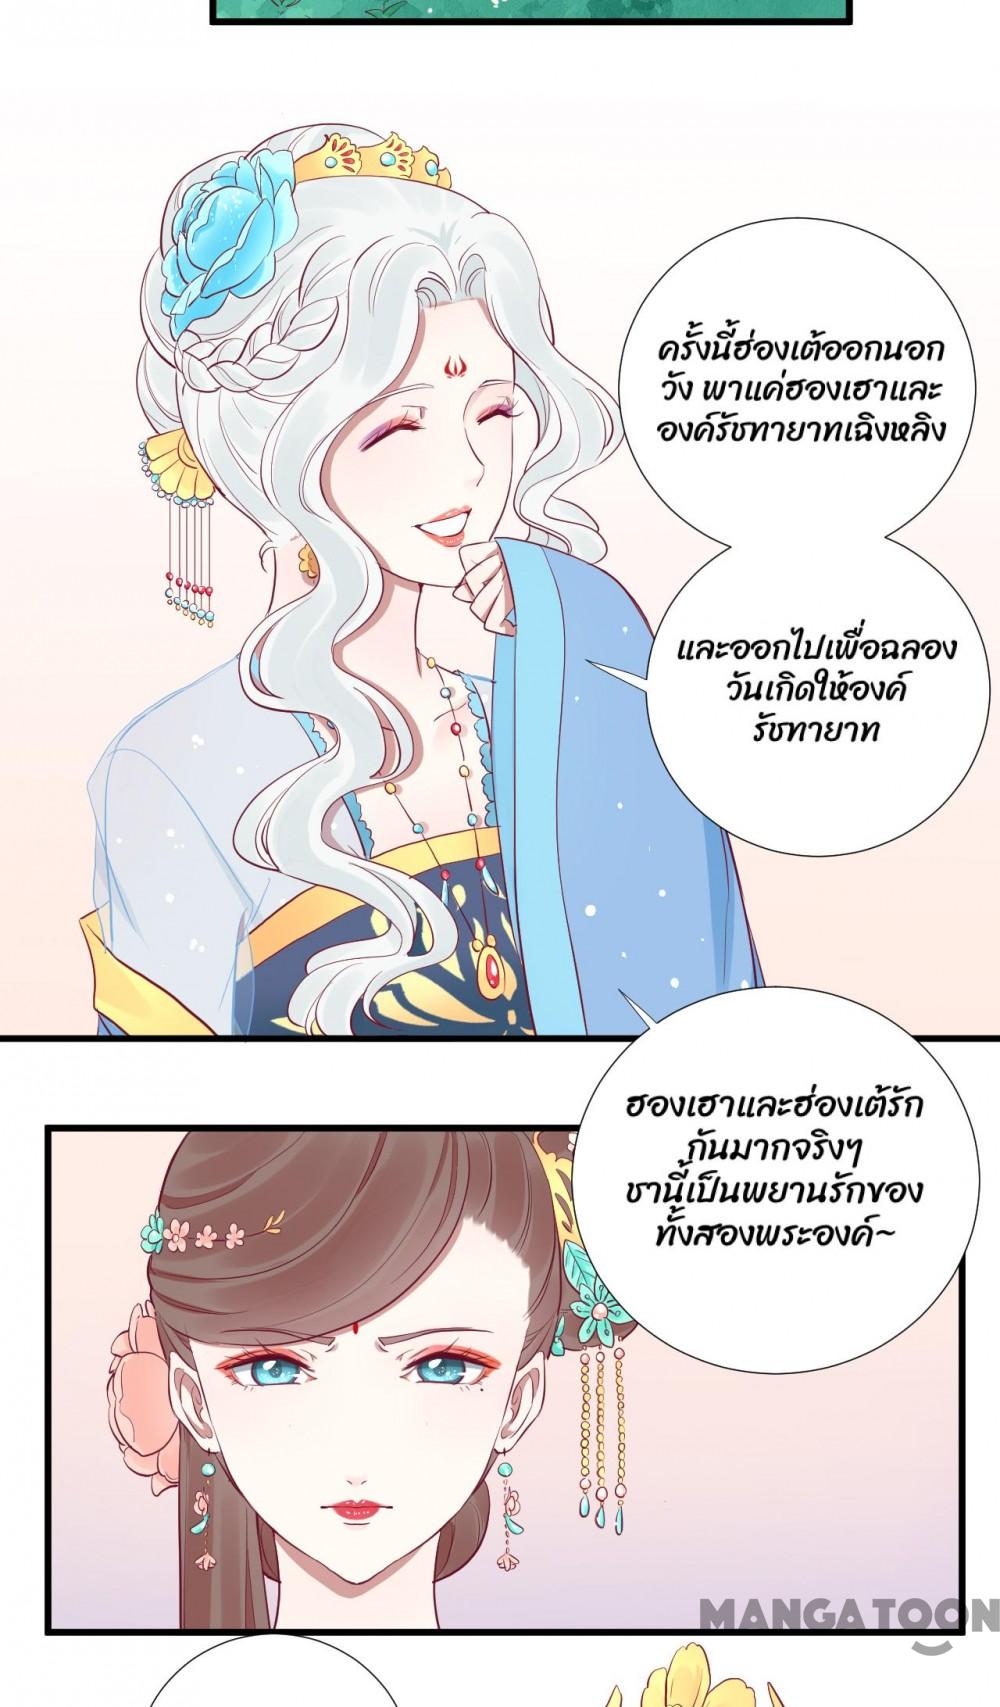 ครั้งนี้ฮ่องเต้ออกนอก
วัง พาแค่ฮองเฮาและ
องค์รัชทายาทเฉิงหลิง
และออกไปเพื่อฉลอง
วันเกิดให้องค์
รัชทายาท
ฮองเฮาและฮ่องเต้รัก
กันมากจริงๆ
ชานี้เป็นพยานรักของ
ทั้งสองพระองค์~
MANGATOON